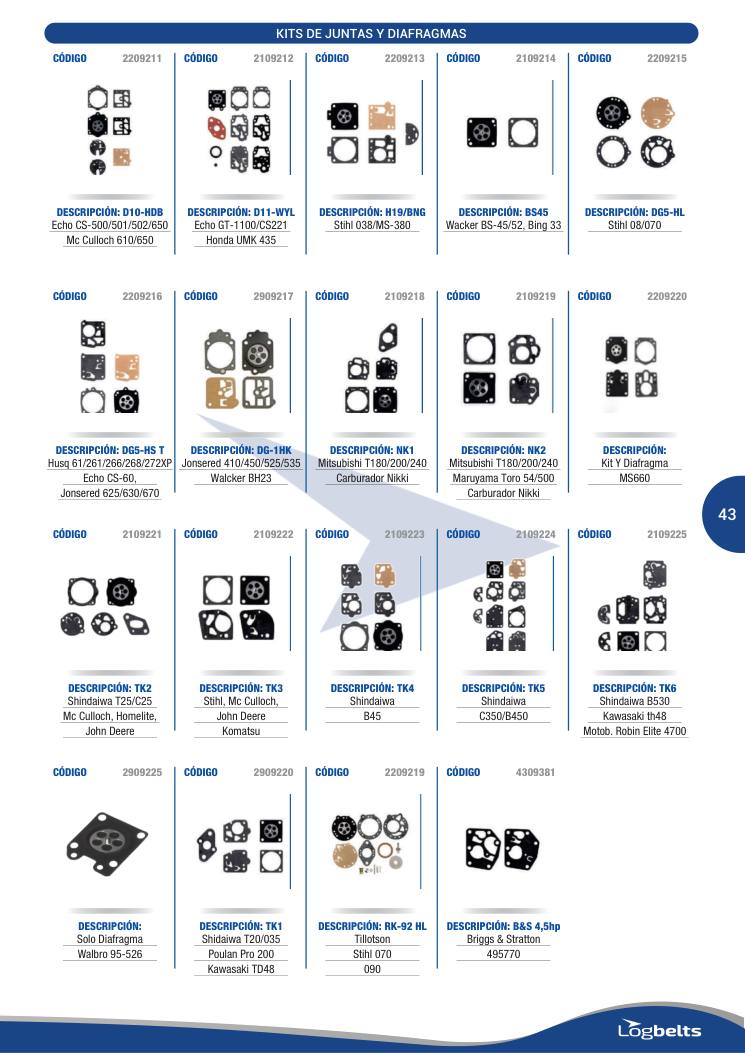 KITS DE JUNTAS Y DIAFRAGMAS
CÓDIGO 2209211
DESCRIPCIÓN: D10-HDB
Echo CS-500/501/502/650
Mc Culloch 610/650
CÓDIGO 2109212
DESCRIPCIÓN: D11-WYL
Echo GT-1100/CS221
Honda UMK 435
CÓDIGO 2209213
DESCRIPCIÓN: H19/BNG
Stihl 038/MS-380
CÓDIGO 2109214
DESCRIPCIÓN: BS45
Wacker BS-45/52, Bing 33
CÓDIGO 2209215
DESCRIPCIÓN: DG5-HL
Stihl 08/070
CÓDIGO 2209216
DESCRIPCIÓN: DG5-HS T
Husq 61/261/266/268/272XP
Echo CS-60,
Jonsered 625/630/670
CÓDIGO 2909217
DESCRIPCIÓN: DG-1HK
Jonsered 410/450/525/535
Walcker BH23
CÓDIGO 2109218
DESCRIPCIÓN: NK1
Mitsubishi T180/200/240
Carburador Nikki
CÓDIGO 2109219
DESCRIPCIÓN: NK2
Mitsubishi T180/200/240
Maruyama Toro 54/500
Carburador Nikki
CÓDIGO 2209220
DESCRIPCIÓN:
Kit Y Diafragma
MS660
43
CÓDIGO 2109221
DESCRIPCIÓN: TK2
Shindaiwa T25/C25
Mc Culloch, Homelite,
John Deere
CÓDIGO 2109222
DESCRIPCIÓN: TK3
Stihl, Mc Culloch,
John Deere
Komatsu
CÓDIGO 2109223
DESCRIPCIÓN: TK4
Shindaiwa
B45
CÓDIGO 2109224
DESCRIPCIÓN: TK5
Shindaiwa
C350/B450
CÓDIGO 2109225
DESCRIPCIÓN: TK6
Shindaiwa B530
Kawasaki th48
Motob. Robin Elite 4700
CÓDIGO 2909225
DESCRIPCIÓN:
Solo Diafragma
Walbro 95-526
CÓDIGO 2909220
DESCRIPCIÓN: TK1
Shidaiwa T20/035
Poulan Pro 200
Kawasaki TD48
CÓDIGO 2209219
DESCRIPCIÓN: RK-92 HL
Tillotson
Stihl 070
090
CÓDIGO 4309381
DESCRIPCIÓN: B&S 4,5hp
Briggs & Stratton
495770
Logbelts